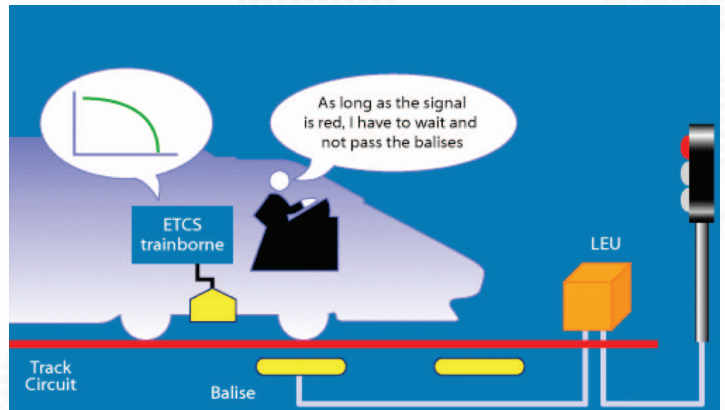 As long as the signal
is red, I have to wait and
not pass the balises
ETCS
trainborne
LEU
Track
Circuit
Balise